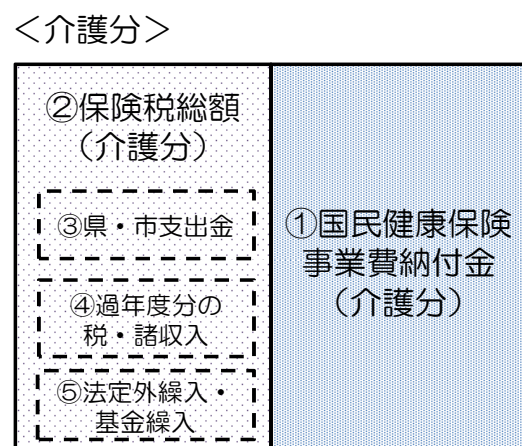 ＜介護分＞
②保険税総額
（介護分）
③県・市支出金
④過年度分の
税・諸収入
⑤法定外繰入・
基金繰入
①国民健康保険
事業費納付金
（介護分）